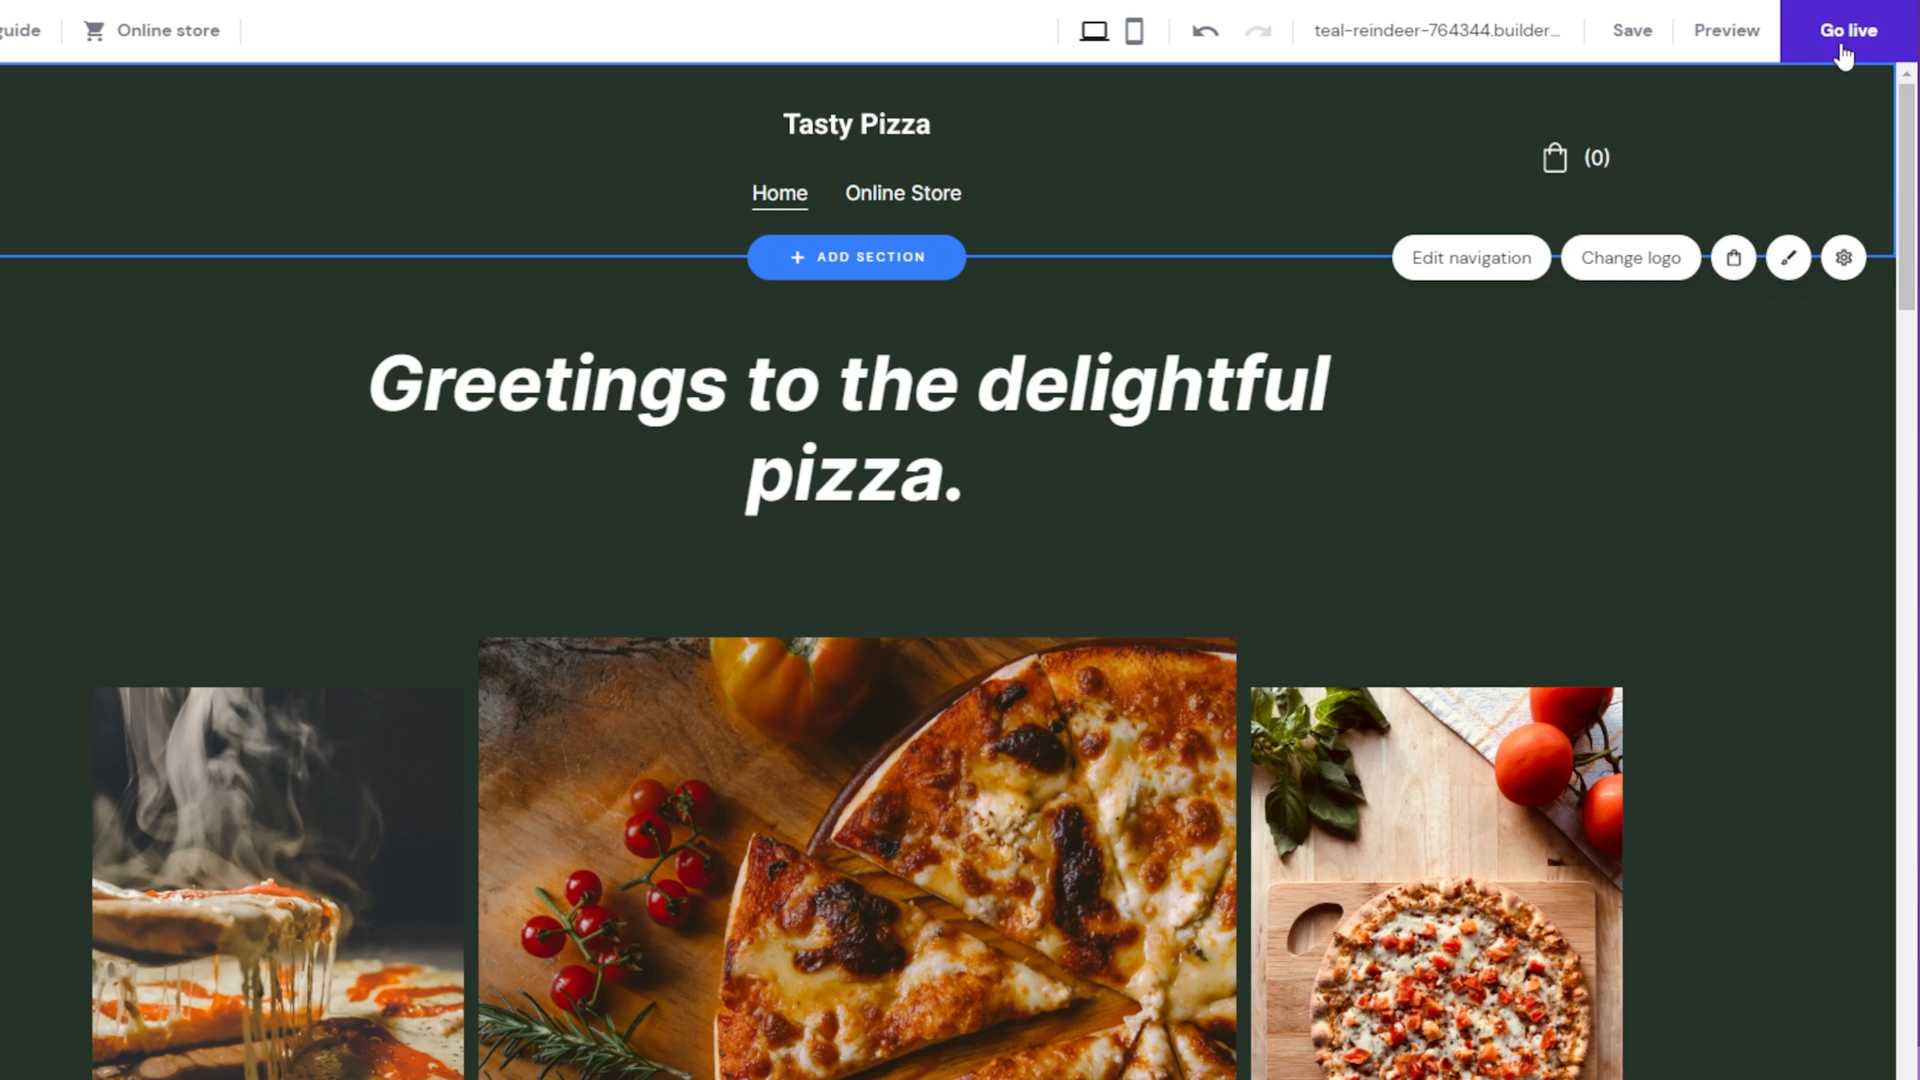 guide
Online store
teal-reindeer-764344.builder...
Save
Preview
Go live
Tasty Pizza
(0)
Home
Online Store
+ ADD SECTION
Edit navigation
Change logo
Greetings to the delightful
pizza.